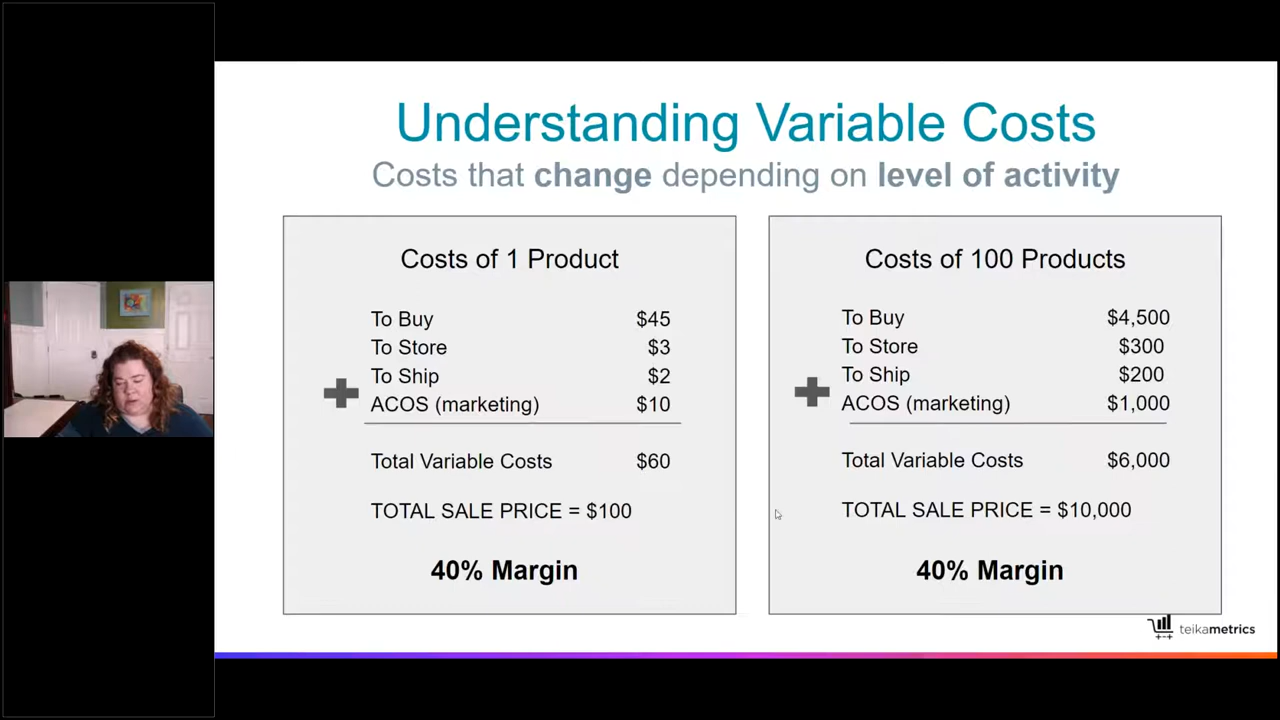 Understanding Variable Costs
Costs that change depending on level of activity
Costs of 1 Product
To Buy $45
To Store $3
To Ship $2
ACOS (marketing) $10
Total Variable Costs $60
TOTAL SALE PRICE = $100
40% Margin
Costs of 100 Products
To Buy $4,500
To Store $300
To Ship $200
ACOS (marketing) $1,000
Total Variable Costs $6,000
TOTAL SALE PRICE = $10,000
40% Margin
teikametrics